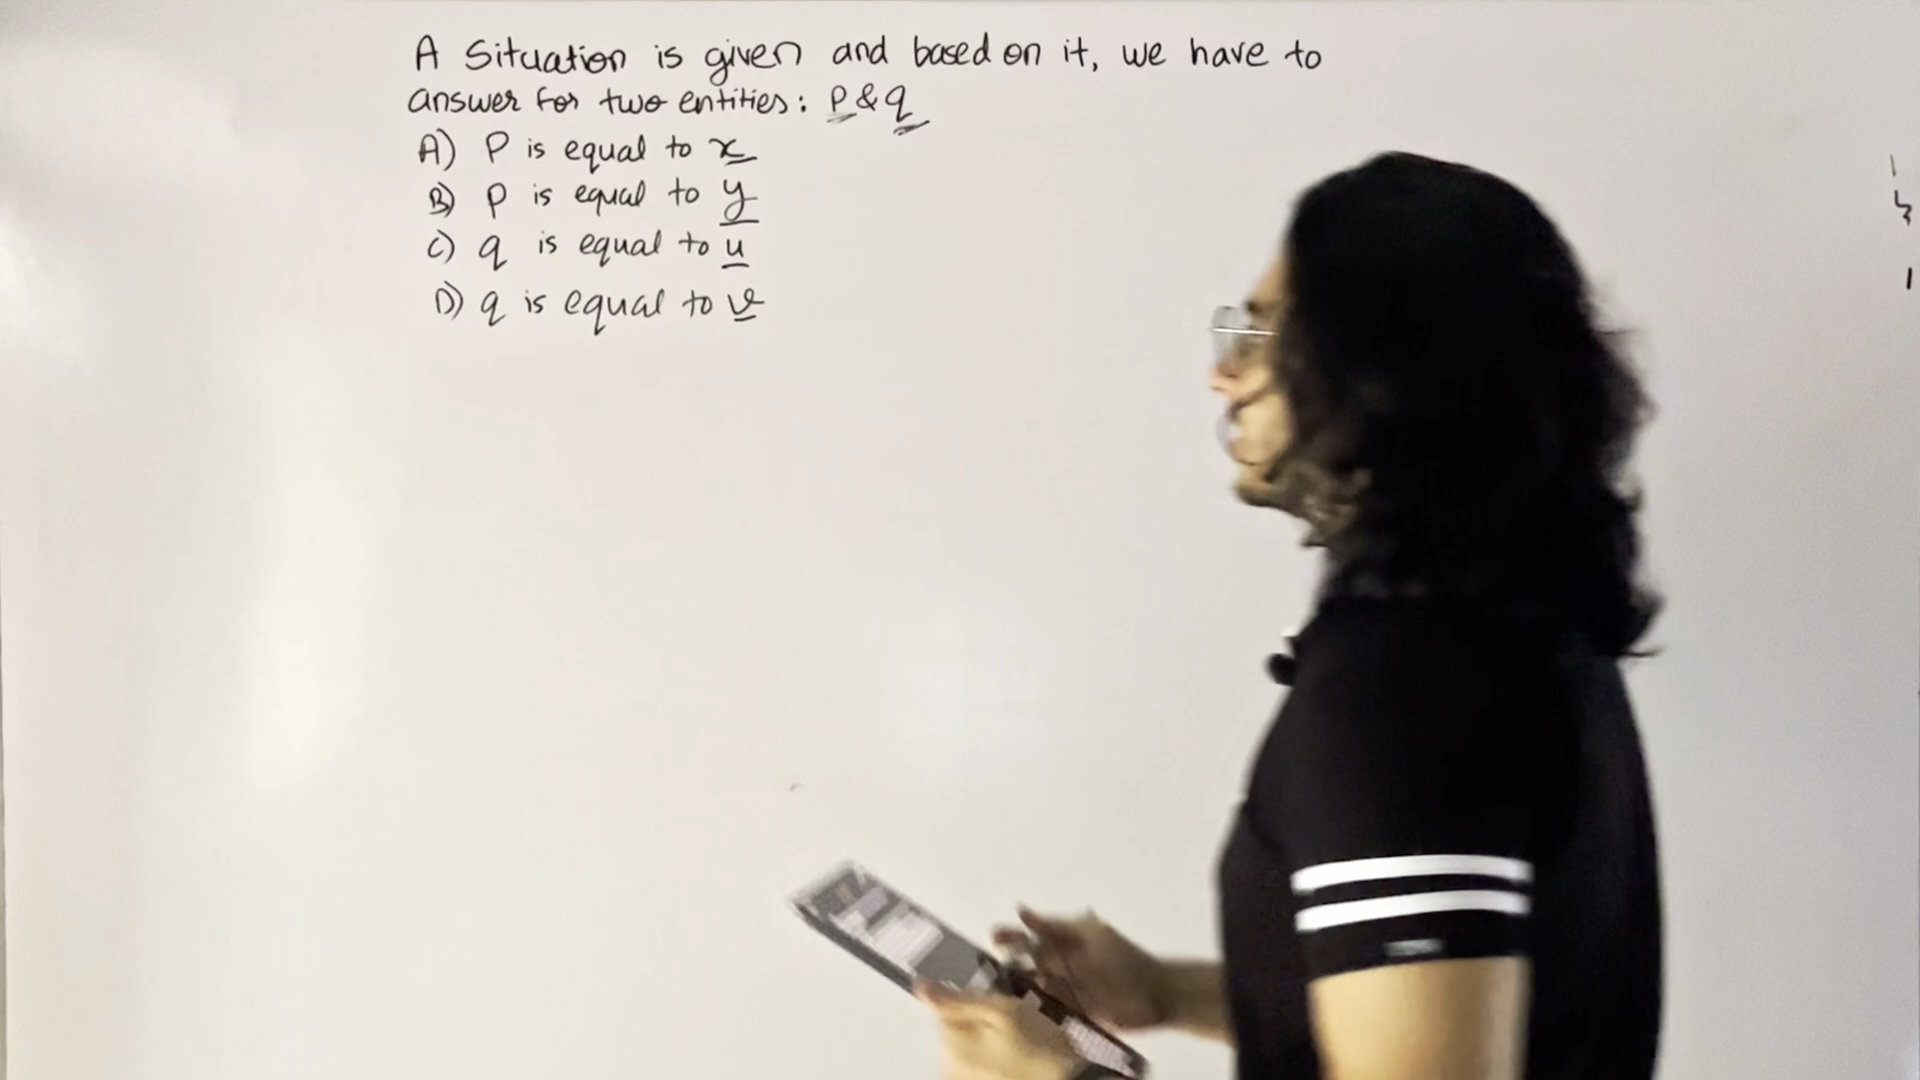 A Situation is given and based on it, we have to
answer for two entities: P & q
A) P is equal to x
B) P is equal to y
C) q is equal to u
D) q is equal to v